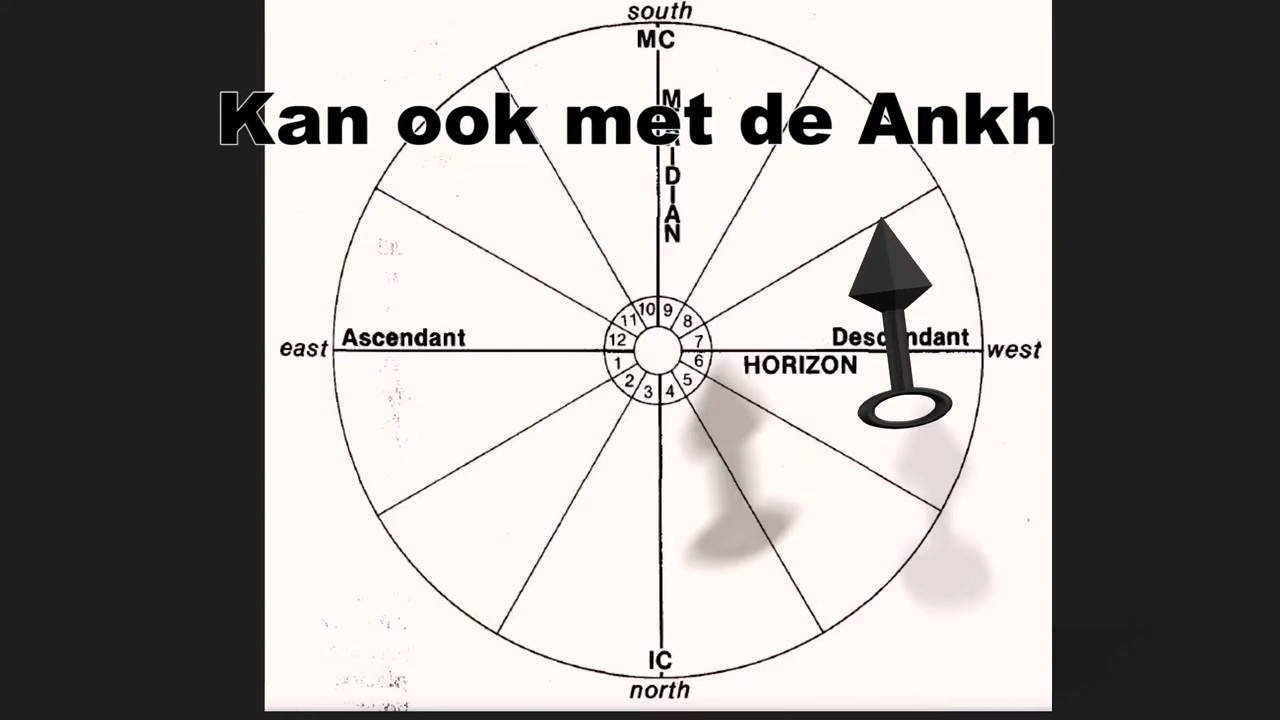 south
MC
Kan ook met de Ankh
MERIDIAN
east
Ascendant
Descendant
west
HORIZON
10
9
11
8
12
7
1
6
2
5
3
4
IC
north